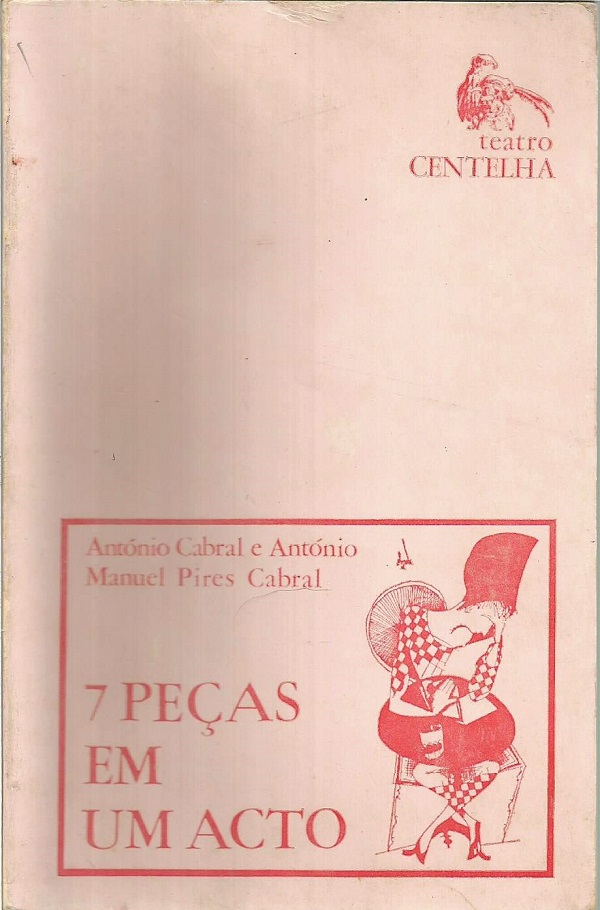 teatro
CENTELHA
António Cabral e António
Manuel Pires Cabral
7 PEÇAS
EM
UM ACTO